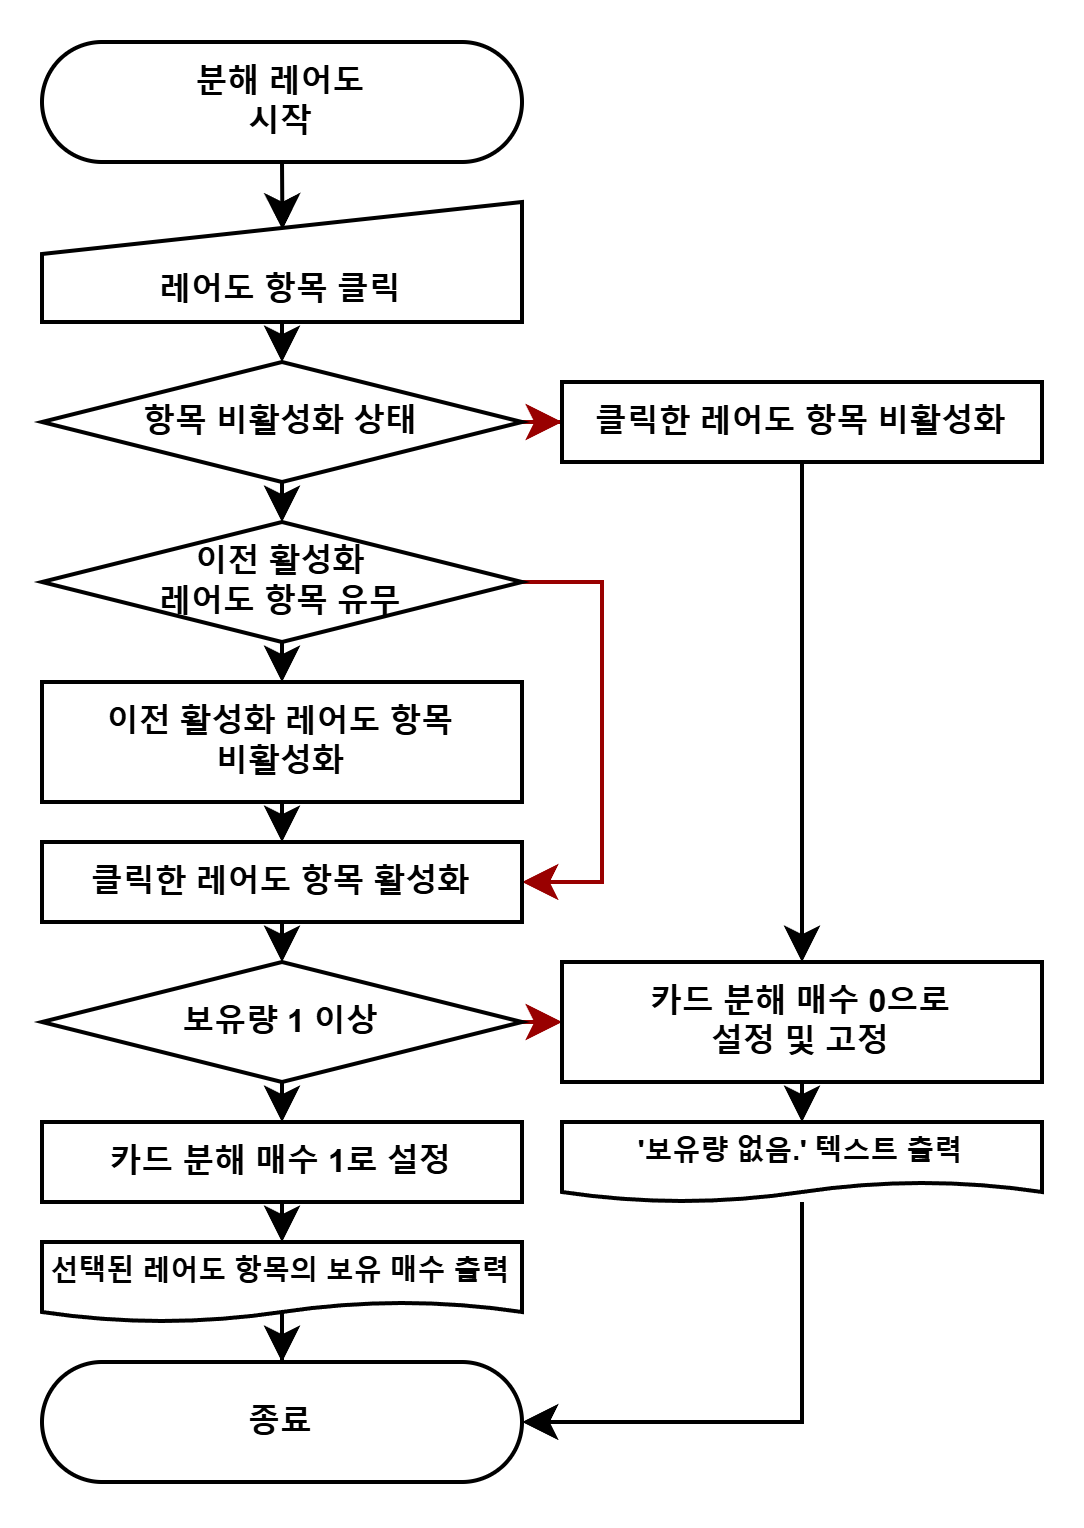 분해 레어도
시작
레어도 항목 클릭
항목 비활성화 상태
클릭한 레어도 항목 비활성화
이전 활성화
레어도 항목 유무
이전 활성화 레어도 항목
비활성화
클릭한 레어도 항목 활성화
보유량 1 이상
카드 분해 매수 0으로
설정 및 고정
카드 분해 매수 1로 설정
'보유량 없음.' 텍스트 출력
선택된 레어도 항목의 보유 매수 출력
종료